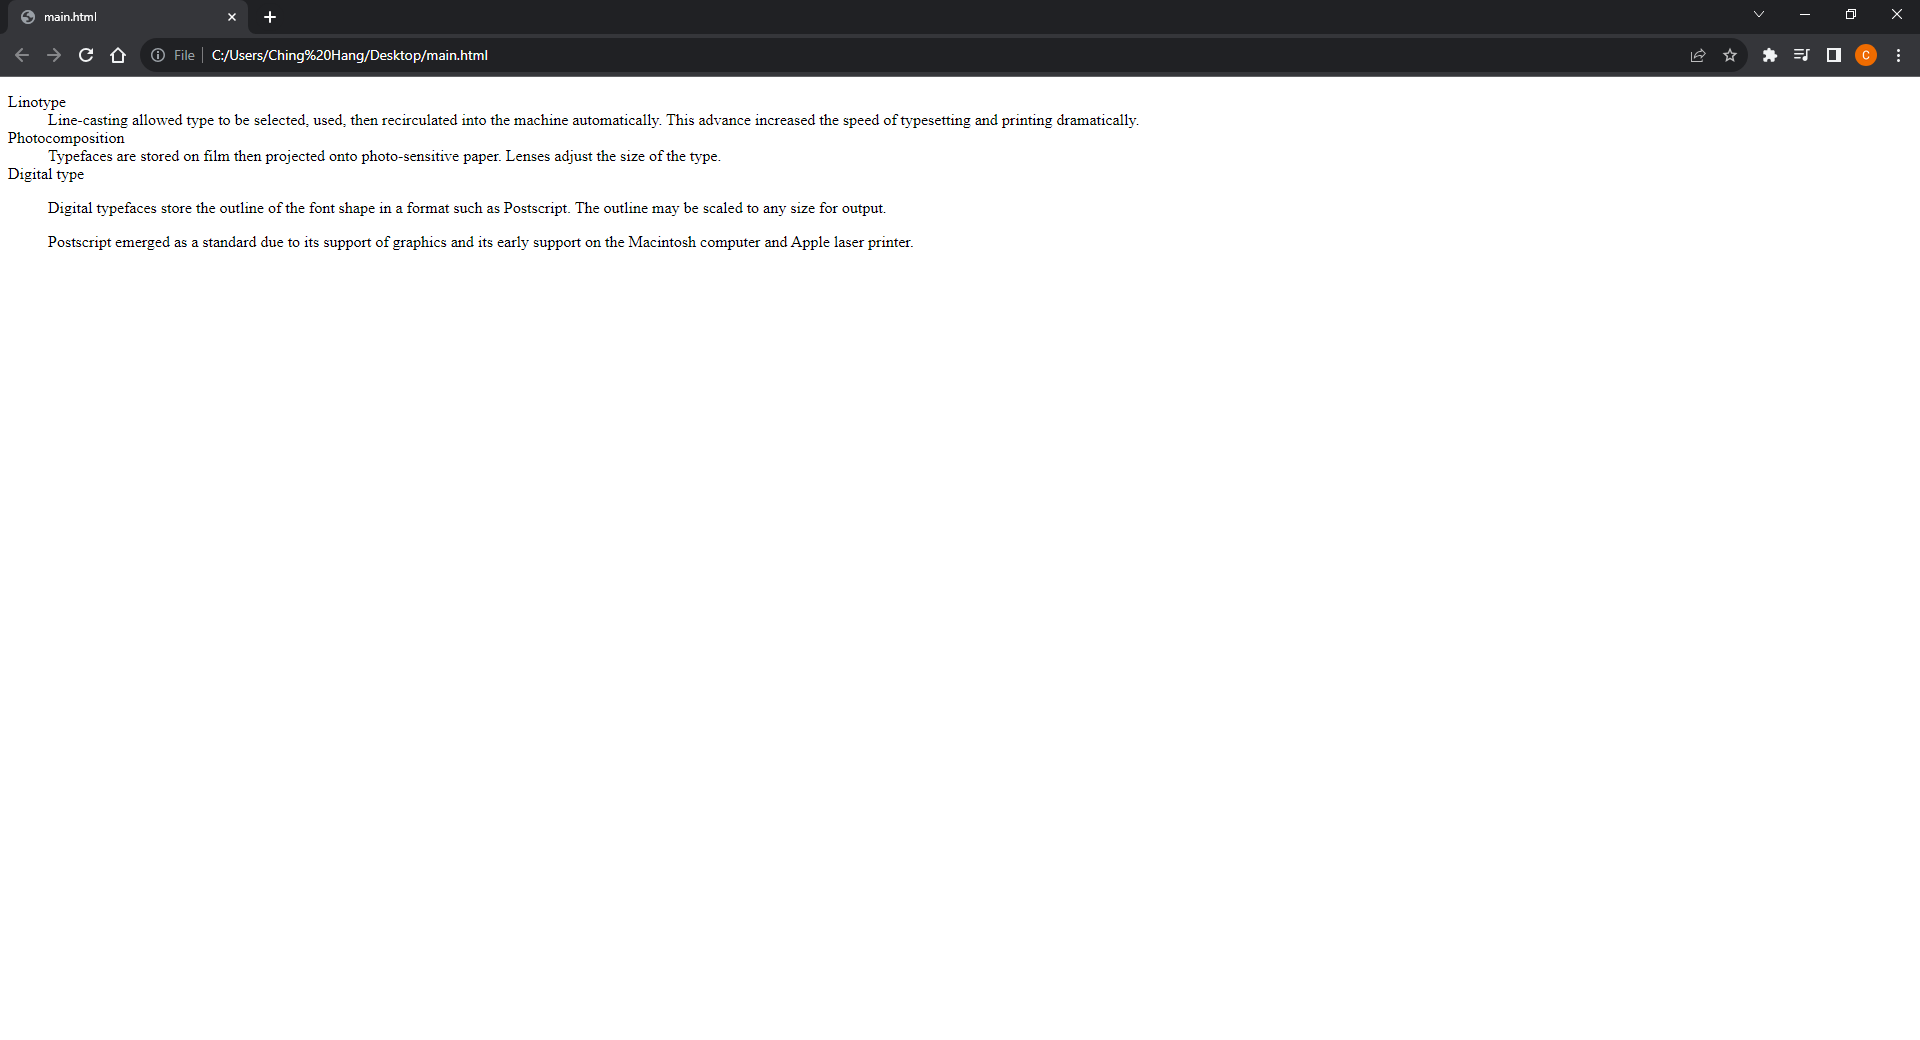 main.html
File
C:/Users/Ching%20Hang/Desktop/main.html
C
Linotype
Line-casting allowed type to be selected, used, then recirculated into the machine automatically. This advance increased the speed of typesetting and printing dramatically.
Photocomposition
Typefaces are stored on film then projected onto photo-sensitive paper. Lenses adjust the size of the type.
Digital type
Digital typefaces store the outline of the font shape in a format such as Postscript. The outline may be scaled to any size for output.
Postscript emerged as a standard due to its support of graphics and its early support on the Macintosh computer and Apple laser printer.